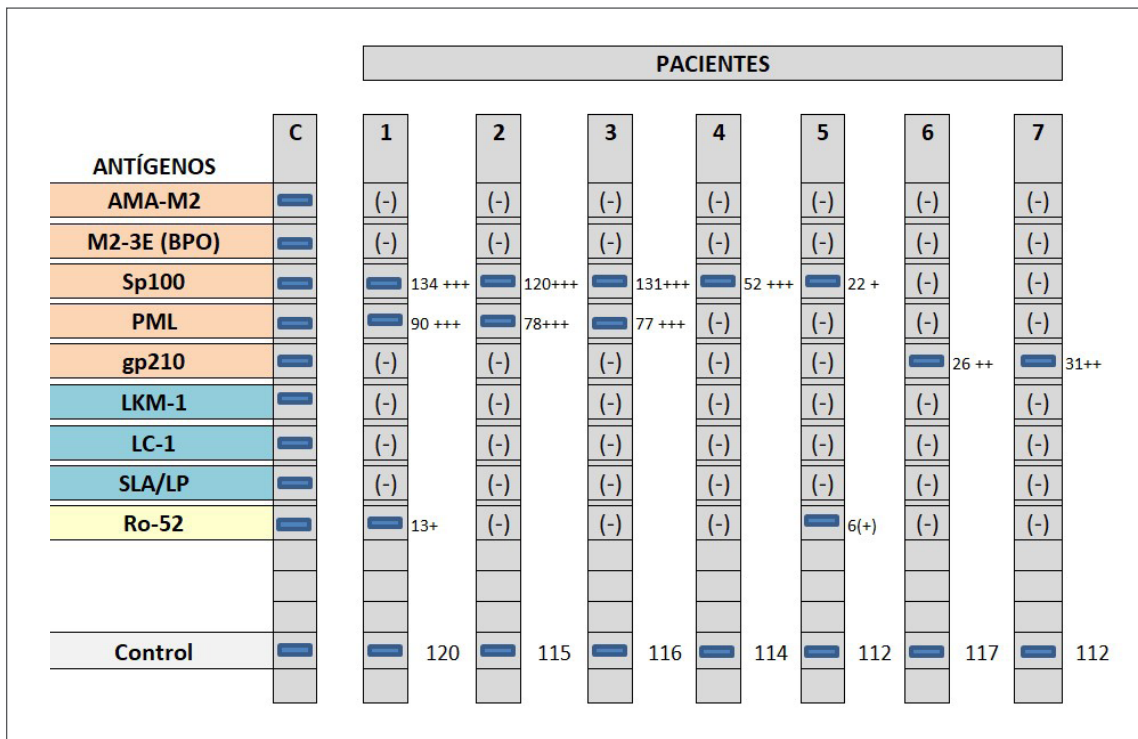 PACIENTES
C 1 2 3 4 5 6 7
ANTÍGENOS
AMA-M2 (-) (-) (-) (-) (-) (-) (-)
M2-3E (BPO) (-) (-) (-) (-) (-) (-) (-)
Sp100 134 +++ 120+++ 131+++ 52 +++ 22 + (-) (-)
PML 90 +++ 78+++ 77 +++ (-) (-) (-) (-)
gp210 (-) (-) (-) (-) (-) 26 ++ 31++
LKM-1 (-) (-) (-) (-) (-) (-) (-)
LC-1 (-) (-) (-) (-) (-) (-) (-)
SLA/LP (-) (-) (-) (-) (-) (-) (-)
Ro-52 13+ (-) (-) (-) 6(+) (-) (-)
Control 120 115 116 114 112 117 112